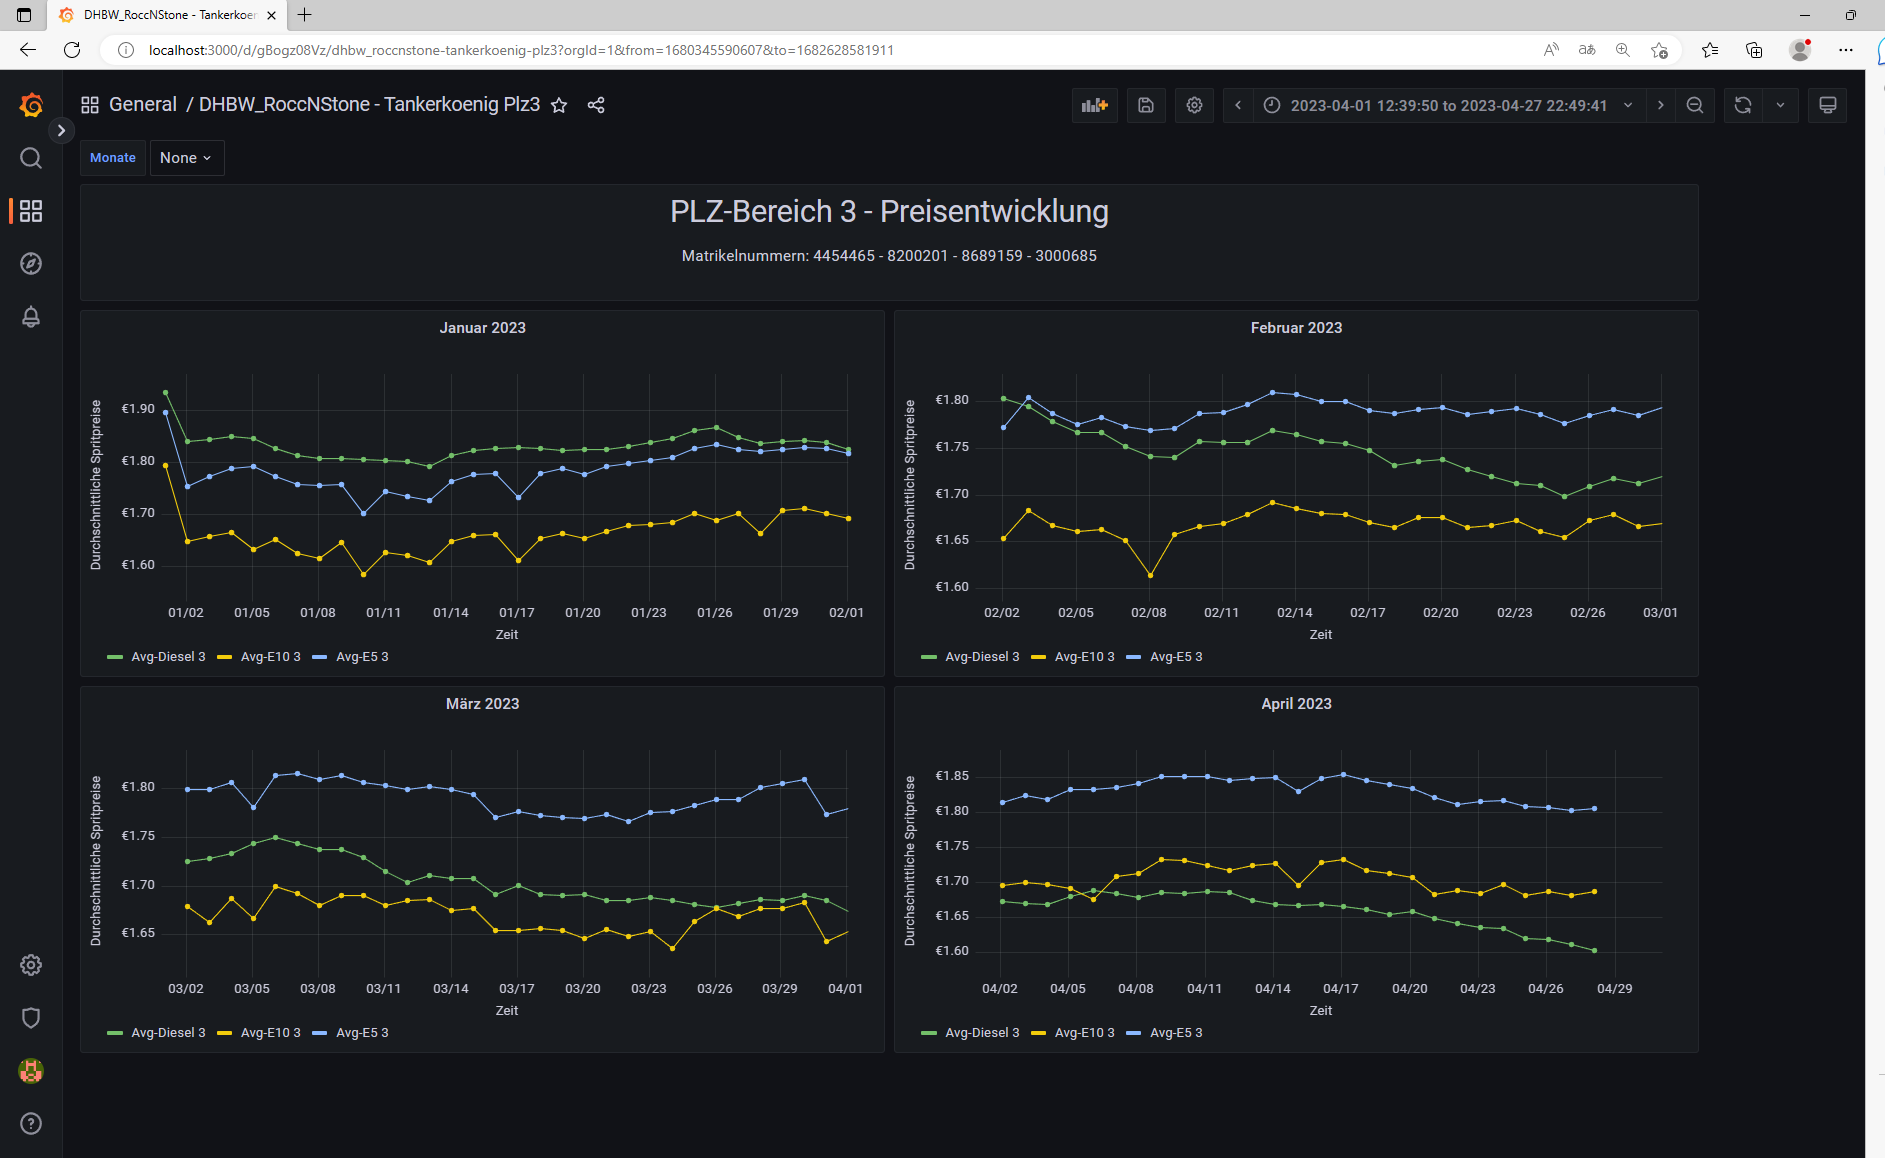 DHBW_RoccNStone - Tankerkoer
localhost:3000/d/gBogz08Vz/dhbw_roccnstone-tankerkoenig-plz3?orgId=1&from=1680345590607&to=1682628581911
General / DHBW_RoccNStone - Tankerkoenig Plz3
2023-04-01 12:39:50 to 2023-04-27 22:49:41
Monate None
PLZ-Bereich 3 - Preisentwicklung
Matrikelnummern: 4454465 - 8200201 - 8689159 - 3000685
Januar 2023
Durchschnittliche Spritpreise
€1.90
€1.80
€1.70
€1.60
01/02 01/05 01/08 01/11 01/14 01/17 01/20 01/23 01/26 01/29 02/01
Zeit
Avg-Diesel 3 Avg-E10 3 Avg-E5 3
Februar 2023
Durchschnittliche Spritpreise
€1.80
€1.75
€1.70
€1.65
€1.60
02/02 02/05 02/08 02/11 02/14 02/17 02/20 02/23 02/26 03/01
Zeit
Avg-Diesel 3 Avg-E10 3 Avg-E5 3
März 2023
Durchschnittliche Spritpreise
€1.80
€1.75
€1.70
€1.65
03/02 03/05 03/08 03/11 03/14 03/17 03/20 03/23 03/26 03/29 04/01
Zeit
Avg-Diesel 3 Avg-E10 3 Avg-E5 3
April 2023
Durchschnittliche Spritpreise
€1.85
€1.80
€1.75
€1.70
€1.65
€1.60
04/02 04/05 04/08 04/11 04/14 04/17 04/20 04/23 04/26 04/29
Zeit
Avg-Diesel 3 Avg-E10 3 Avg-E5 3